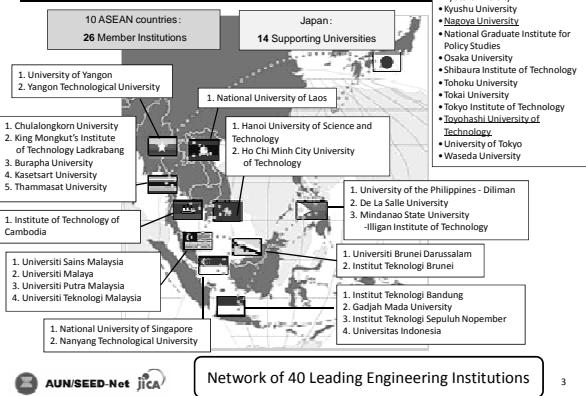 10 ASEAN countries:
26 Member Institutions
Japan:
14 Supporting Universities
• Kyushu University
• Nagoya University
• National Graduate Institute for
Policy Studies
• Osaka University
• Shibaura Institute of Technology
• Tohoku University
• Tokai University
• Tokyo Institute of Technology
• Toyohashi University of
Technology
• University of Tokyo
• Waseda University
1. University of Yangon
2. Yangon Technological University
1. National University of Laos
1. Chulalongkorn University
2. King Mongkut's Institute
of Technology Ladkrabang
3. Burapha University
4. Kasetsart University
5. Thammasat University
1. Hanoi University of Science and
Technology
2. Ho Chi Minh City University
of Technology
1. University of the Philippines - Diliman
2. De La Salle University
3. Mindanao State University
-Illigan Institute of Technology
1. Institute of Technology of
Cambodia
1. Universiti Brunei Darussalam
2. Institut Teknologi Brunei
1. Universiti Sains Malaysia
2. Universiti Malaya
3. Universiti Putra Malaysia
4. Universiti Teknologi Malaysia
1. Institut Teknologi Bandung
2. Gadjah Mada University
3. Institut Teknologi Sepuluh Nopember
4. Universitas Indonesia
1. National University of Singapore
2. Nanyang Technological University
AUN/SEED-Net jica
Network of 40 Leading Engineering Institutions
3